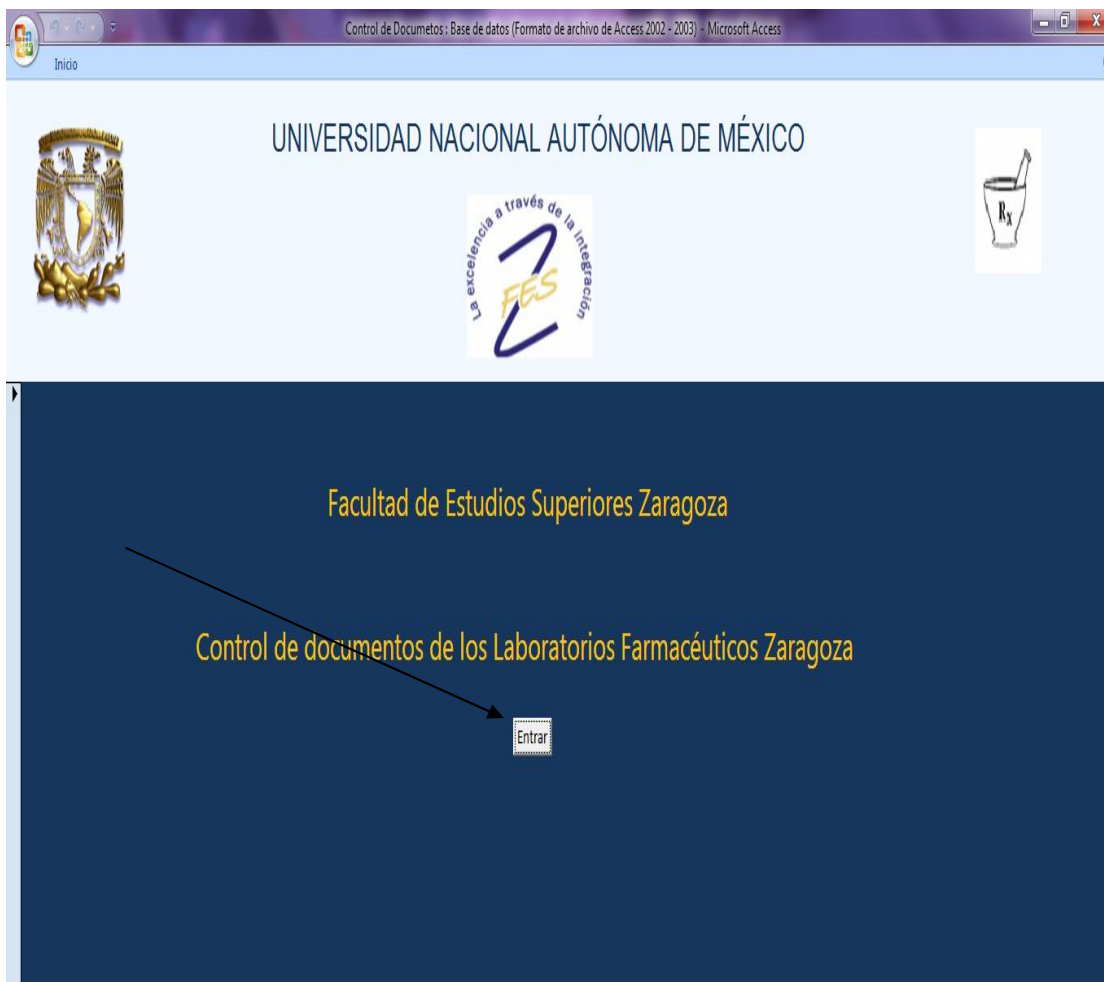 Control de Documetos : Base de datos (Formato de archivo de Access 2002 - 2003) - Microsoft Access
Inicio
UNIVERSIDAD NACIONAL AUTÓNOMA DE MÉXICO
La excelencia a través de la integración
FES
Rx
Facultad de Estudios Superiores Zaragoza
Control de documentos de los Laboratorios Farmacéuticos Zaragoza
Entrar